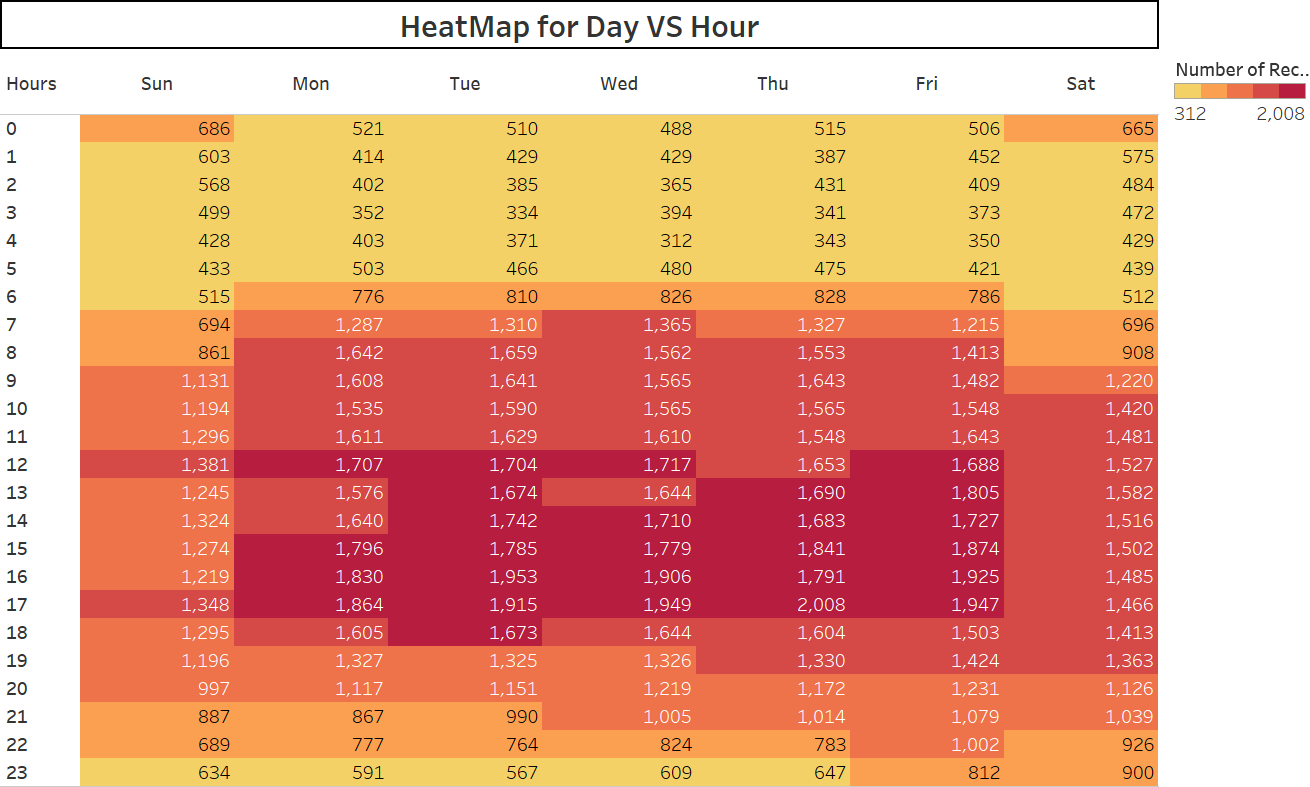 HeatMap for Day VS Hour
Number of Rec..
312 2,008
Hours Sun Mon Tue Wed Thu Fri Sat
0 686 521 510 488 515 506 665
1 603 414 429 429 387 452 575
2 568 402 385 365 431 409 484
3 499 352 334 394 341 373 472
4 428 403 371 312 343 350 429
5 433 503 466 480 475 421 439
6 515 776 810 826 828 786 512
7 694 1,287 1,310 1,365 1,327 1,215 696
8 861 1,642 1,659 1,562 1,553 1,413 908
9 1,131 1,608 1,641 1,565 1,643 1,482 1,220
10 1,194 1,535 1,590 1,565 1,565 1,548 1,420
11 1,296 1,611 1,629 1,610 1,548 1,643 1,481
12 1,381 1,707 1,704 1,717 1,653 1,688 1,527
13 1,245 1,576 1,674 1,644 1,690 1,805 1,582
14 1,324 1,640 1,742 1,710 1,683 1,727 1,516
15 1,274 1,796 1,785 1,779 1,841 1,874 1,502
16 1,219 1,830 1,953 1,906 1,791 1,925 1,485
17 1,348 1,864 1,915 1,949 2,008 1,947 1,466
18 1,295 1,605 1,673 1,644 1,604 1,503 1,413
19 1,196 1,327 1,325 1,326 1,330 1,424 1,363
20 997 1,117 1,151 1,219 1,172 1,231 1,126
21 887 867 990 1,005 1,014 1,079 1,039
22 689 777 764 824 783 1,002 926
23 634 591 567 609 647 812 900